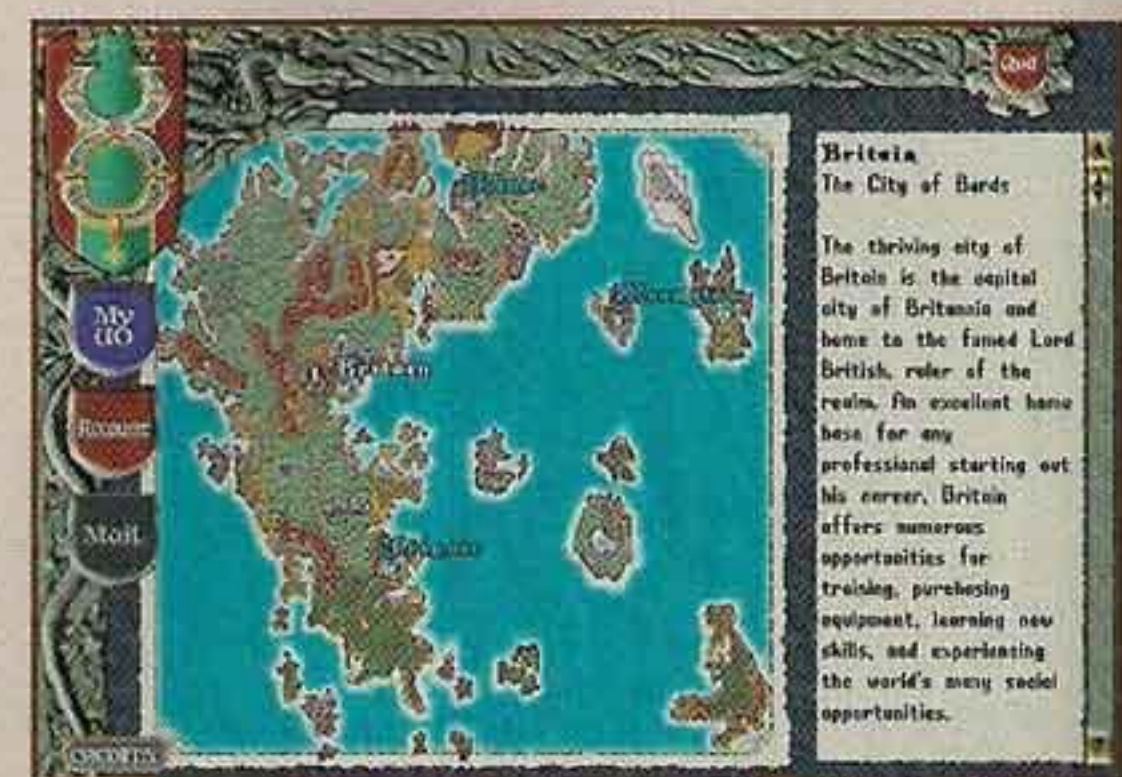 Quit
My
UO
Account
Mail
Britain
Britain
The City of Bards
The thriving city of
Britain is the capital
city of Britannia and
home to the famed Lord
British, ruler of the
realm. An excellent home
base for any
professional starting out
his career, Britain
offers numerous
opportunities for
training, purchasing
equipment, learning new
skills, and experiencing
the world's many social
opportunities.